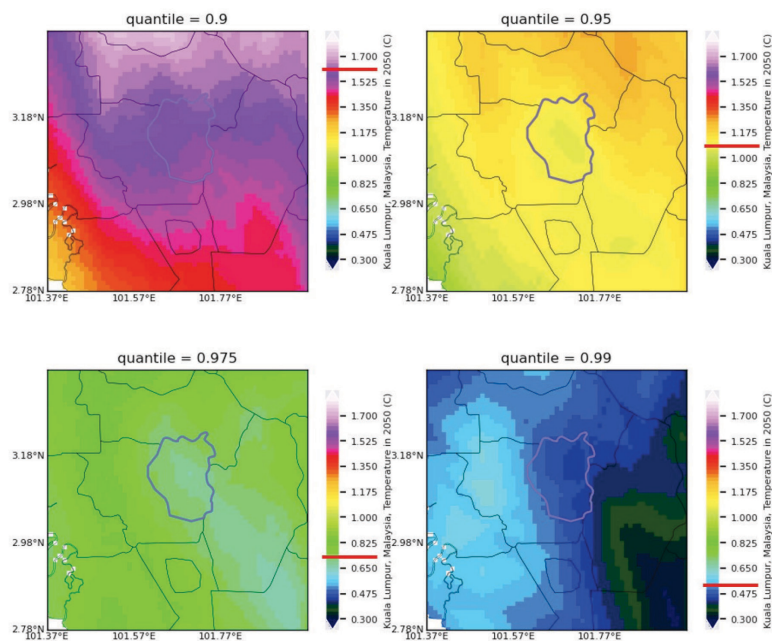 quantile = 0.9
3.18°N
2.98°N
2.78°N
101.37°E
101.57°E
101.77°E
1.700
1.525
1.350
1.175
1.000
0.825
0.650
0.475
0.300
Kuala Lumpur, Malaysia, Temperature in 2050 (C)
quantile = 0.95
3.18°N
2.98°N
2.78°N
101.37°E
101.57°E
101.77°E
1.700
1.525
1.350
1.175
1.000
0.825
0.650
0.475
0.300
Kuala Lumpur, Malaysia, Temperature in 2050 (C)
quantile = 0.975
3.18°N
2.98°N
2.78°N
101.37°E
101.57°E
101.77°E
1.700
1.525
1.350
1.175
1.000
0.825
0.650
0.475
0.300
Kuala Lumpur, Malaysia, Temperature in 2050 (C)
quantile = 0.99
3.18°N
2.98°N
2.78°N
101.37°E
101.57°E
101.77°E
1.700
1.525
1.350
1.175
1.000
0.825
0.650
0.475
0.300
Kuala Lumpur, Malaysia, Temperature in 2050 (C)